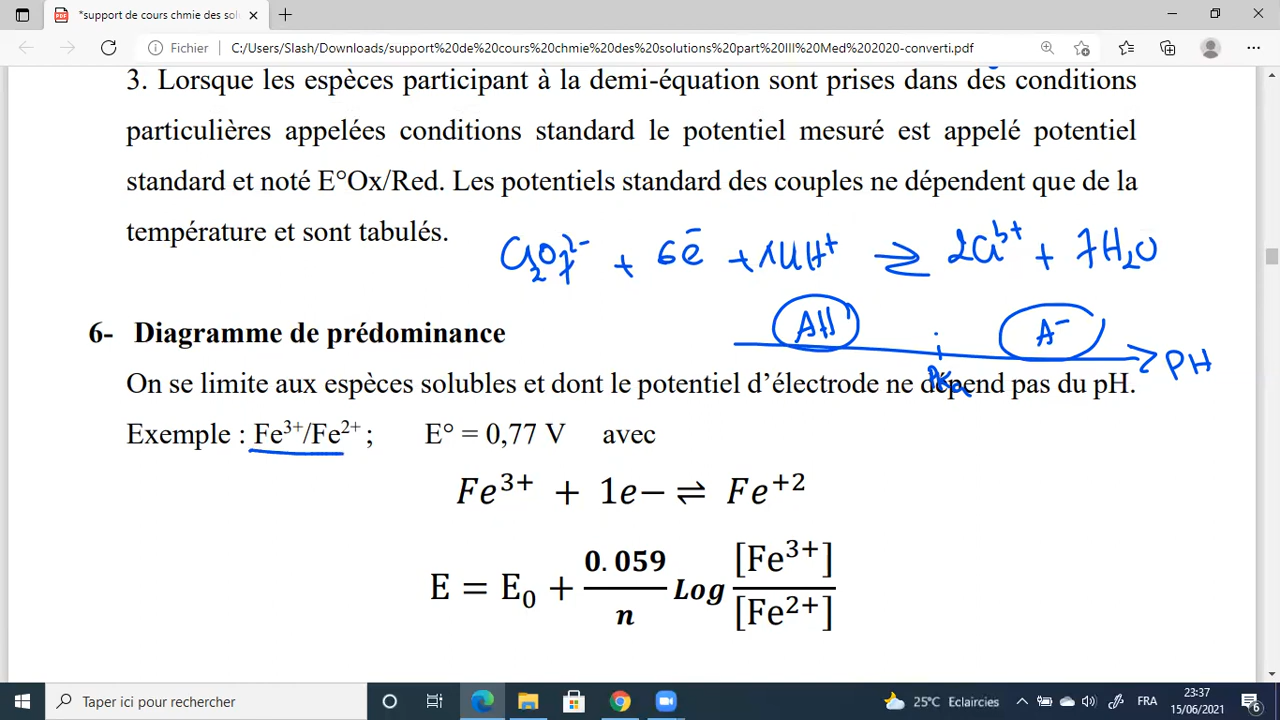 *support de cours chmie des sol
Fichier C:/Users/Slash/Downloads/support%20de%20cours%20chmie%20des%20solutions%20part%20III%20Med%202020-converti.pdf
3. Lorsque les espèces participant à la demi-équation sont prises dans des conditions
particulières appelées conditions standard le potentiel mesuré est appelé potentiel
standard et noté E°Ox/Red. Les potentiels standard des couples ne dépendent que de la
température et sont tabulés.
Cr2O7^2- + 6e- + 14H+ ⇌ 2Cr^3+ + 7H2O
6- Diagramme de prédominance
AH A-
pKa PH
On se limite aux espèces solubles et dont le potentiel d'électrode ne dépend pas du pH.
Exemple : Fe³⁺/Fe²⁺ ; E° = 0,77 V avec
Fe³⁺ + 1e− ⇌ Fe⁺²
E = E₀ + 0.059/n Log [Fe³⁺]/[Fe²⁺]
Taper ici pour rechercher
25°C Eclaircies
FRA
23:37
15/06/2021
6